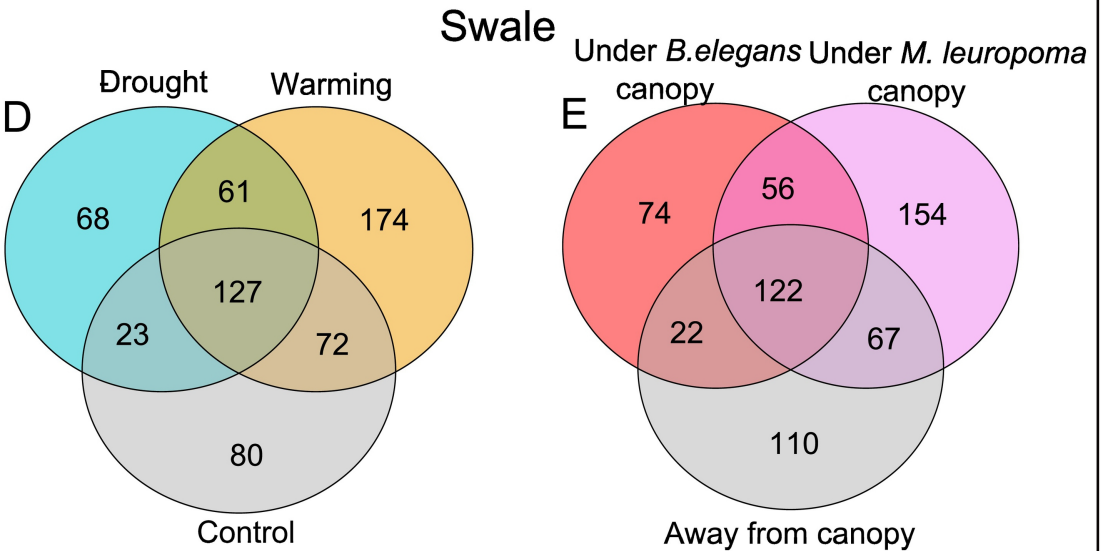 Swale
D
Drought
Warming
68
61
174
127
23
72
80
Control
E
Under B.elegans canopy
Under M. leuropoma canopy
74
56
154
122
22
67
110
Away from canopy